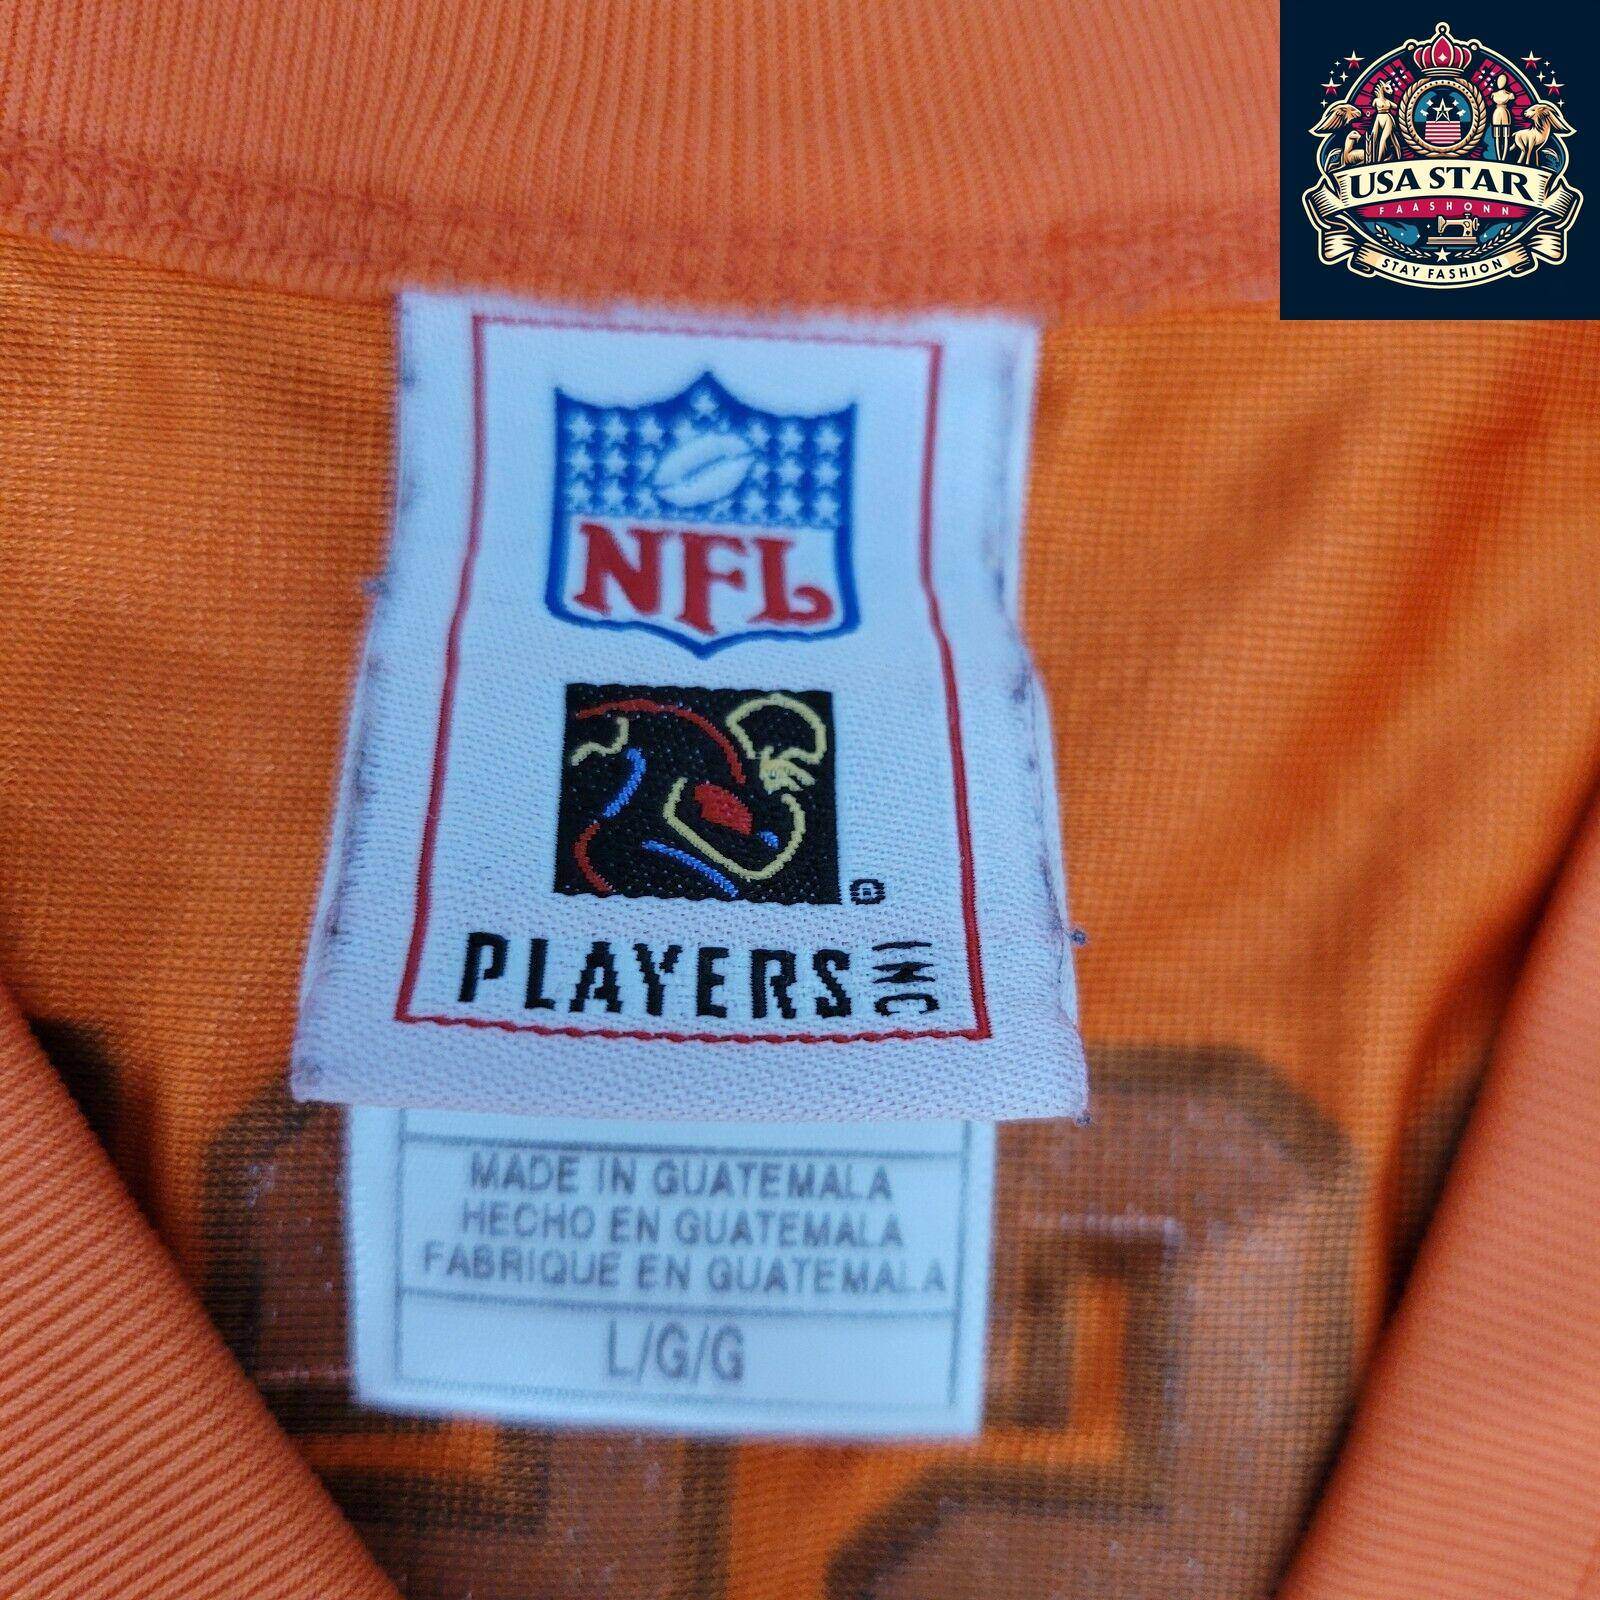 USA STAR
FAASHONN
STAY FASHION
NFL
PLAYERS INC
MADE IN GUATEMALA
HECHO EN GUATEMALA
FABRIQUE EN GUATEMALA
L/G/G